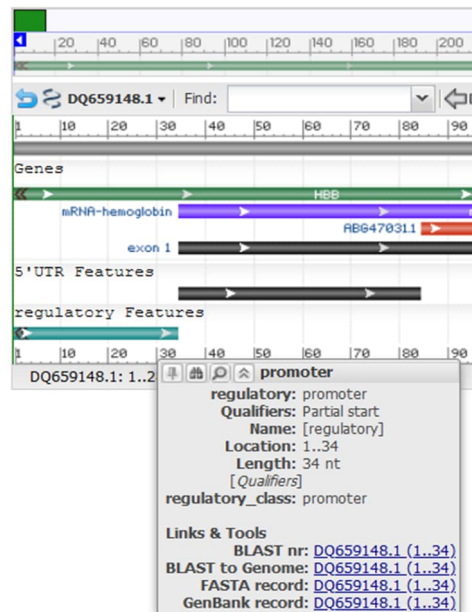 20 40 60 80 100 120 140 160 180 200
DQ659148.1 Find:
1 10 20 30 40 50 60 70 80 90
Genes
HBB
mRNA-hemoglobin
ABG47031.1
exon 1
5'UTR Features
regulatory Features
1 10 20 30 40 50 60 70 80 90
DQ659148.1: 1..2
promoter
regulatory: promoter
Qualifiers: Partial start
Name: [regulatory]
Location: 1..34
Length: 34 nt
[Qualifiers]
regulatory_class: promoter
Links & Tools
BLAST nr: DQ659148.1 (1..34)
BLAST to Genome: DQ659148.1 (1..34)
FASTA record: DQ659148.1 (1..34)
GenBank record: DQ659148.1 (1..34)